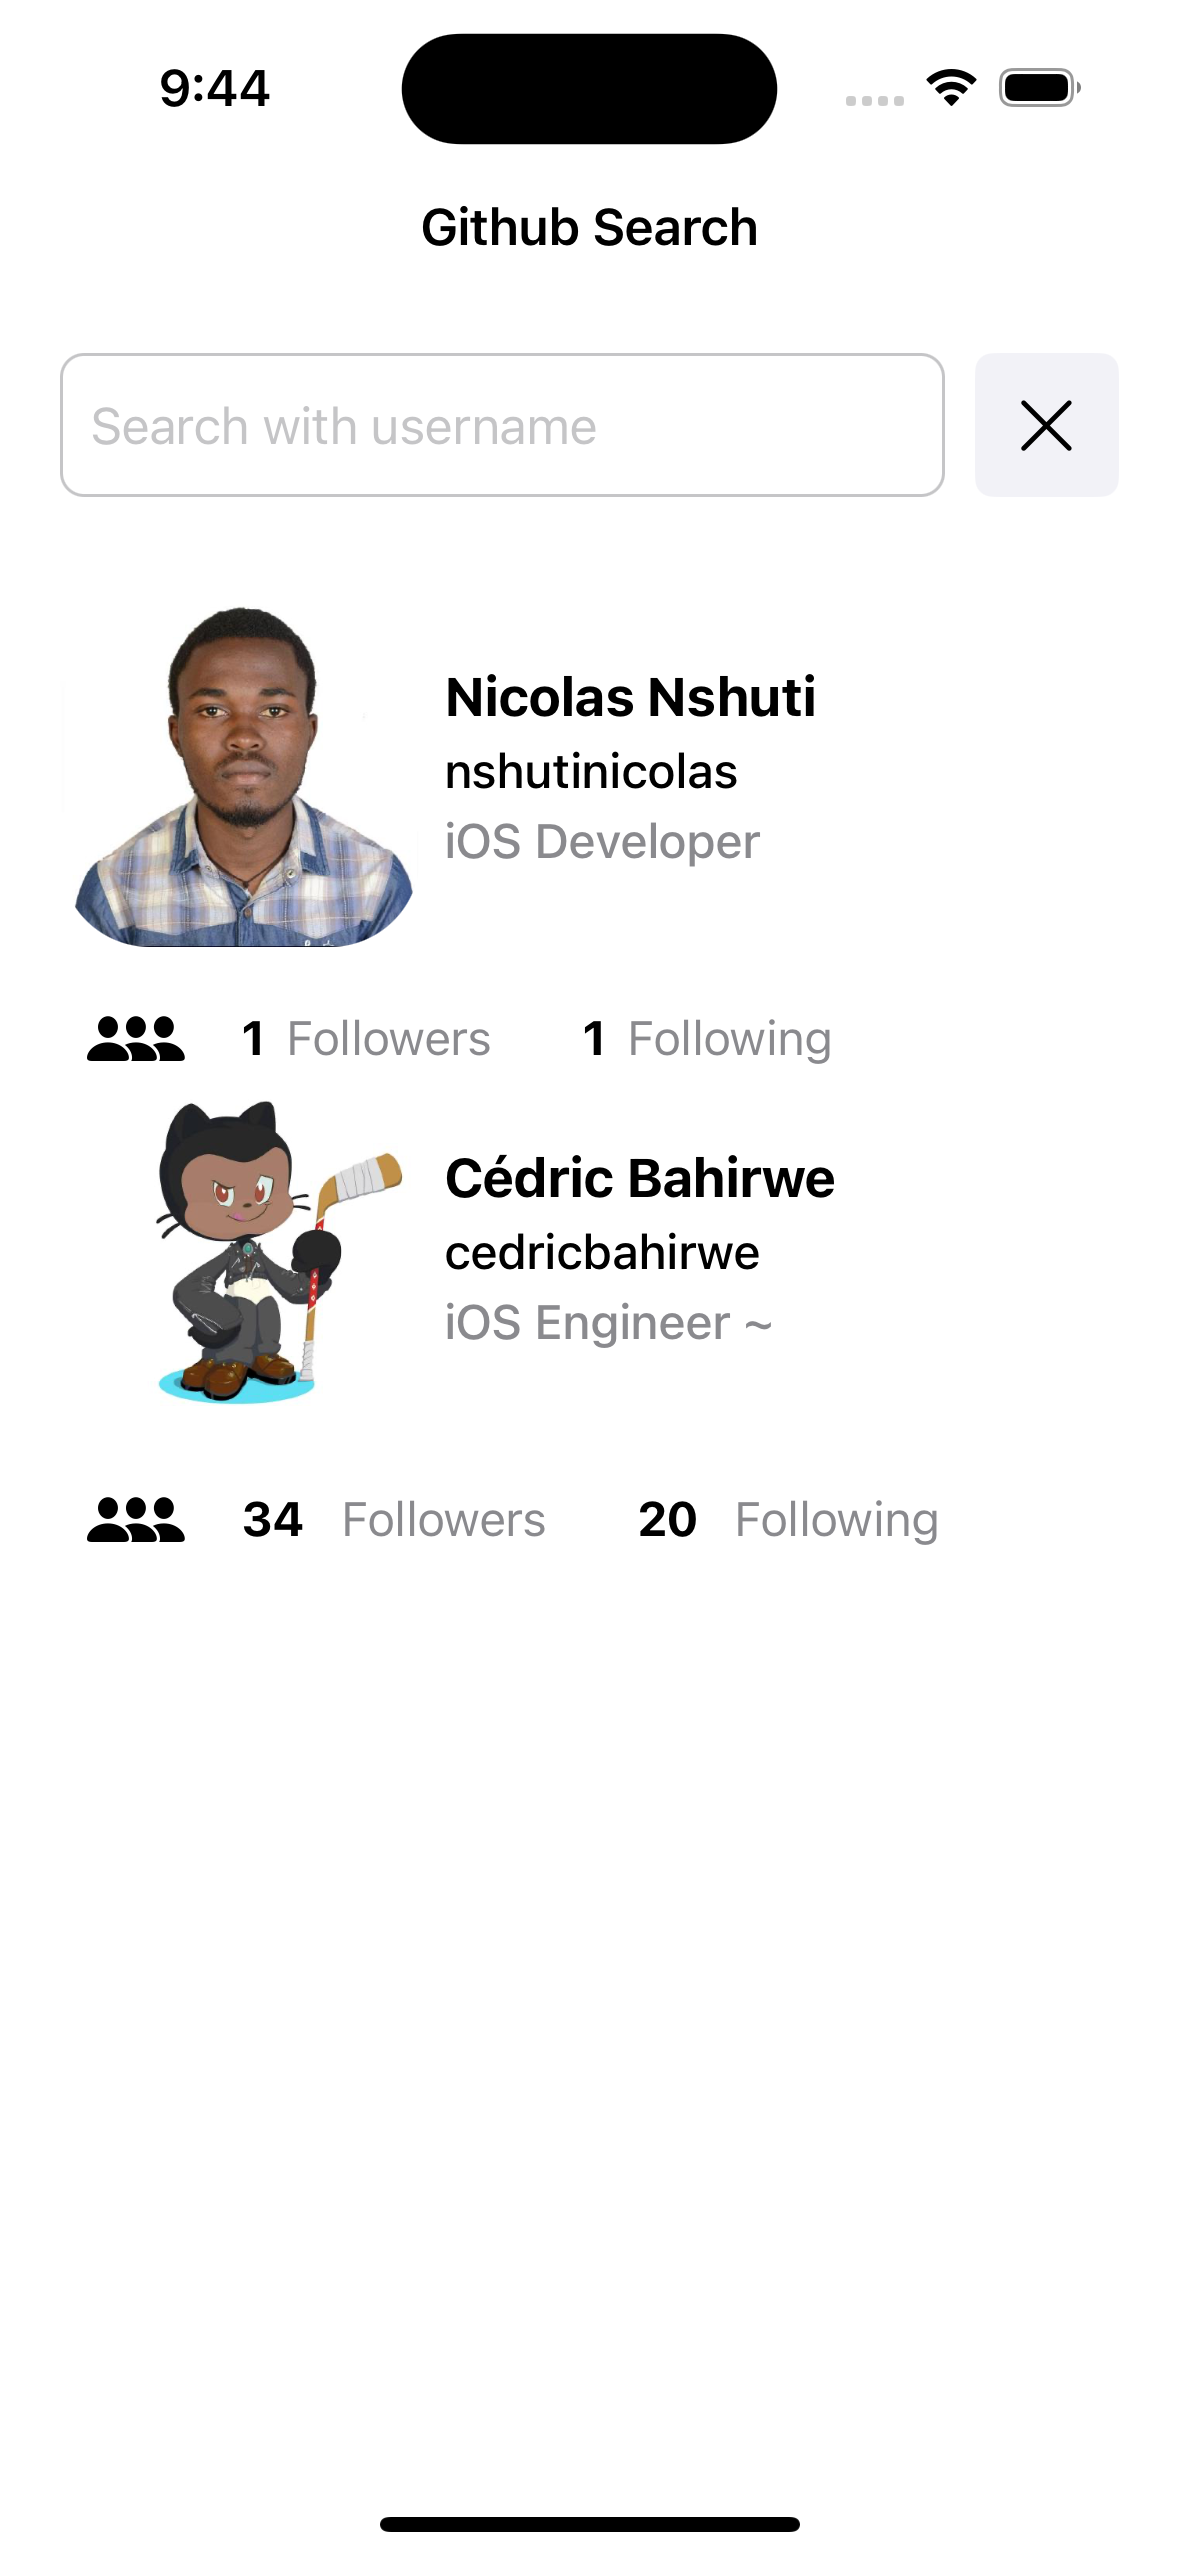 9:44
Github Search
Search with username
Nicolas Nshuti
nshutinicolas
iOS Developer
1 Followers 1 Following
Cédric Bahirwe
cedricbahirwe
iOS Engineer ~
34 Followers 20 Following